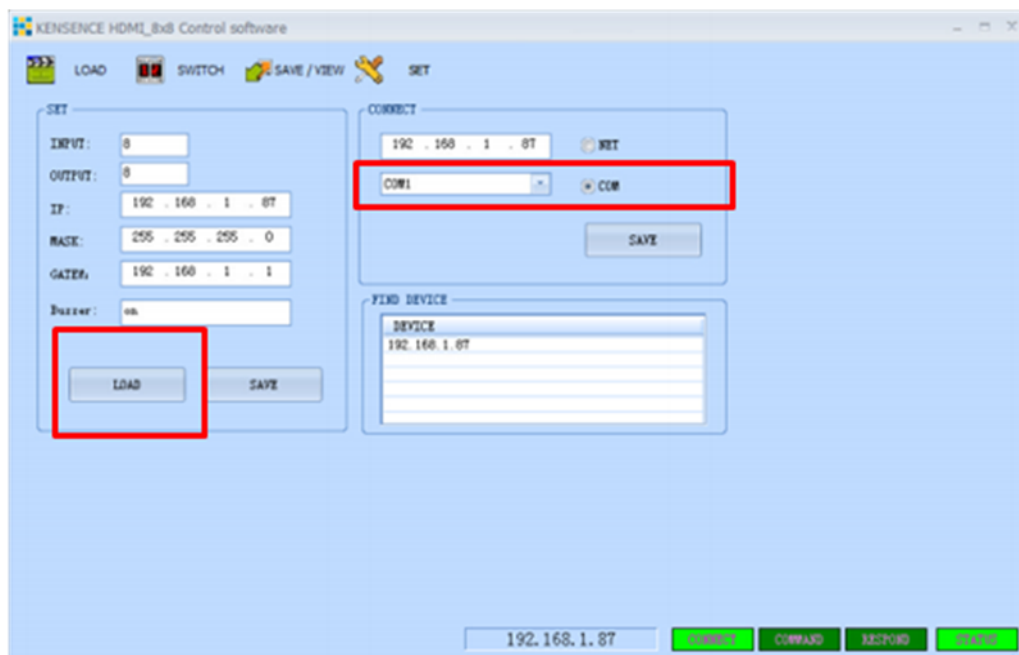 KENSENCE HDMI_8x8 Control software
LOAD SWITCH SAVE / VIEW SET
SET
INPUT: 8
OUTPUT: 8
IP: 192 . 168 . 1 . 87
MASK: 255 . 255 . 255 . 0
192 . 168 . 1 . 1
Buzzer: on
LOAD SAVE
CONNECT
192 . 168 . 1 . 87 NET
COM1 COM
SAVE
FIND DEVICE
DEVICE
192.168.1.87
192.168.1.87 CONNECT COMMAND RESPOND STATUS